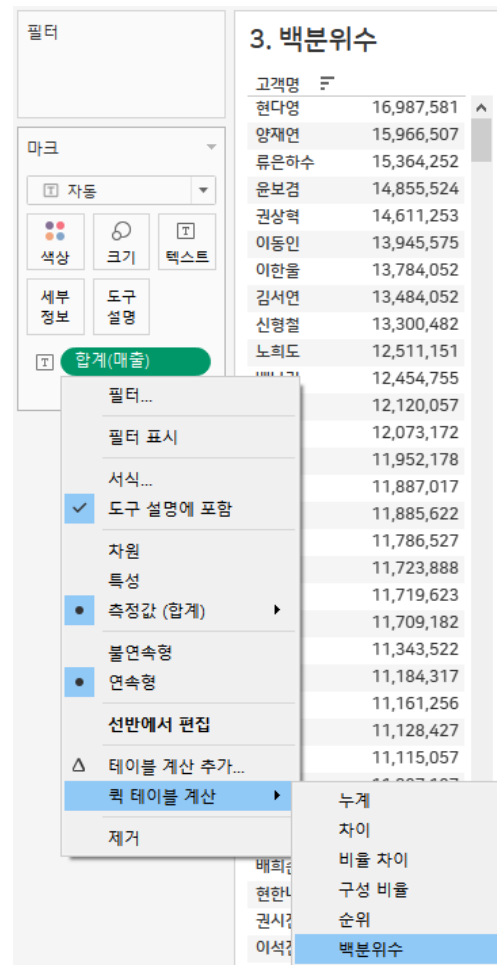 필터
마크
자동
색상
크기
텍스트
세부
정보
도구
설명
합계(매출)
필터...
필터 표시
서식...
도구 설명에 포함
차원
특성
측정값 (합계)
불연속형
연속형
선반에서 편집
테이블 계산 추가...
퀵 테이블 계산
제거
누계
차이
비율 차이
구성 비율
순위
백분위수
3. 백분위수
고객명
현다영 16,987,581
양재연 15,966,507
류은하수 15,364,252
윤보겸 14,855,524
권상혁 14,611,253
이동인 13,945,575
이한울 13,784,052
김서연 13,484,052
신형철 13,300,482
노희도 12,511,151
12,454,755
12,120,057
12,073,172
11,952,178
11,887,017
11,885,622
11,786,527
11,723,888
11,719,623
11,709,182
11,343,522
11,184,317
11,161,256
11,128,427
11,115,057